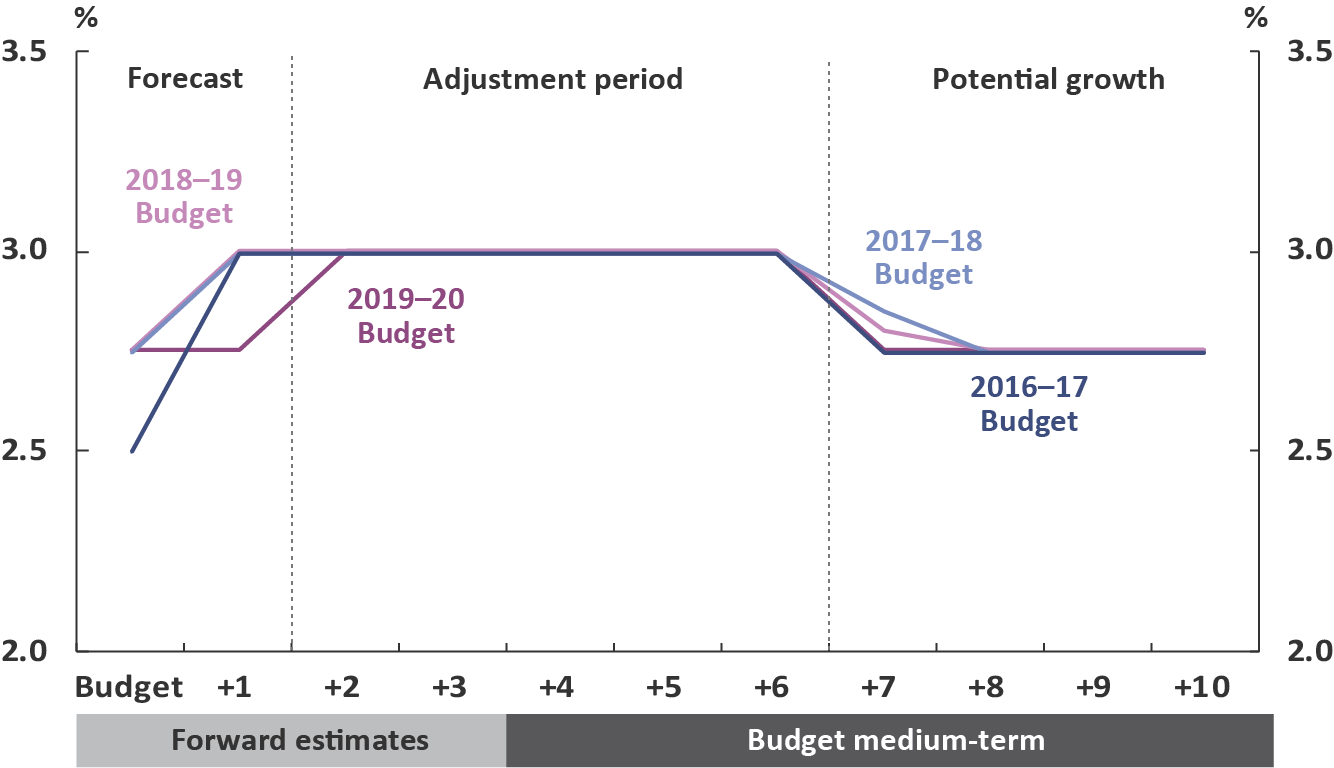 % %
3.5 3.5
Forecast Adjustment period Potential growth
2018–19
Budget
3.0 3.0
2017–18
Budget
2019–20
Budget
2016–17
Budget
2.5 2.5
2.0 2.0
Budget +1 +2 +3 +4 +5 +6 +7 +8 +9 +10
Forward estimates Budget medium-term